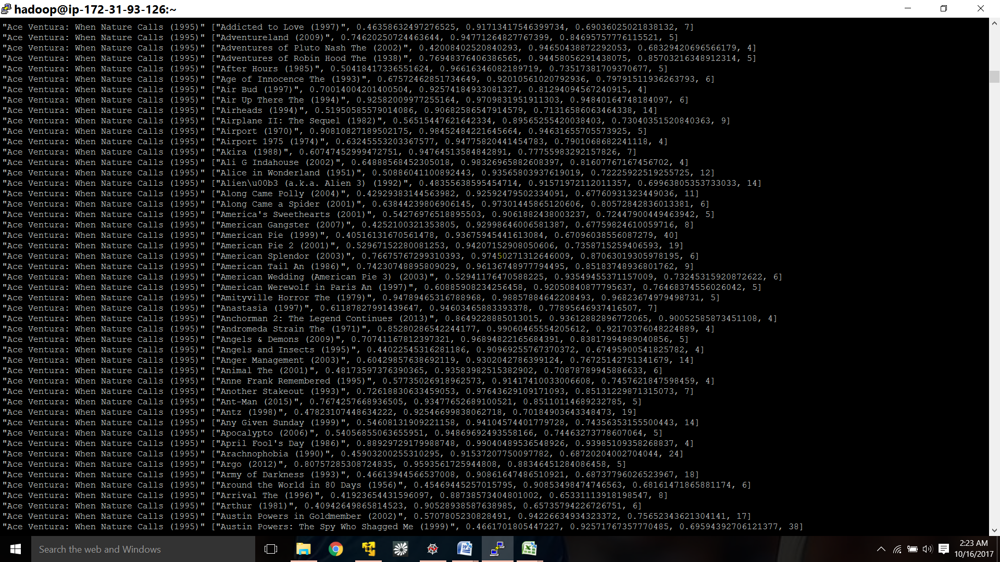 hadoop@ip-172-31-93-126:~
"Ace Ventura: When Nature Calls (1995)" ["Addicted to Love (1997)", 0.46358632497276525, 0.91713417546399734, 0.69036025021838132, 7]
"Ace Ventura: When Nature Calls (1995)" ["Adventureland (2009)", 0.74620250724463644, 0.94771264827767399, 0.84695757776115521, 5]
"Ace Ventura: When Nature Calls (1995)" ["Adventures of Pluto Nash The (2002)", 0.42008402520840293, 0.94650438872292053, 0.68329420696566179, 4]
"Ace Ventura: When Nature Calls (1995)" ["Adventures of Robin Hood The (1938)", 0.76948376406386565, 0.94458056291438075, 0.85703216348912314, 5]
"Ace Ventura: When Nature Calls (1995)" ["After Hours (1985)", 0.50418417336551624, 0.96616346082189719, 0.73517381709370677, 5]
"Ace Ventura: When Nature Calls (1995)" ["Age of Innocence The (1993)", 0.67572462851734649, 0.92010561020792936, 0.79791511936263793, 6]
"Ace Ventura: When Nature Calls (1995)" ["Air Bud (1997)", 0.70014004201400504, 0.92574184933081327, 0.81294094567240915, 4]
"Ace Ventura: When Nature Calls (1995)" ["Air Up There The (1994)", 0.92582009977255164, 0.9709831951911303, 0.94840164748184097, 6]
"Ace Ventura: When Nature Calls (1995)" ["Airheads (1994)", 0.51950585579014086, 0.90682586547914579, 0.71316586063464338, 14]
"Ace Ventura: When Nature Calls (1995)" ["Airplane II: The Sequel (1982)", 0.56515447621642334, 0.89565255420038403, 0.73040351520840363, 9]
"Ace Ventura: When Nature Calls (1995)" ["Airport (1970)", 0.90810827189502175, 0.98452484221645664, 0.94631655705573925, 5]
"Ace Ventura: When Nature Calls (1995)" ["Airport 1975 (1974)", 0.63245553203367577, 0.94775820441454783, 0.7901068682241118, 4]
"Ace Ventura: When Nature Calls (1995)" ["Akira (1988)", 0.60747452999472751, 0.94764513584842891, 0.77755983292157826, 7]
"Ace Ventura: When Nature Calls (1995)" ["Ali G Indahouse (2002)", 0.64888568452305018, 0.98326965882608397, 0.81607767167456702, 4]
"Ace Ventura: When Nature Calls (1995)" ["Alice in Wonderland (1951)", 0.50886041100892443, 0.93565803937619019, 0.72225922519255725, 12]
"Ace Ventura: When Nature Calls (1995)" ["Alien\u00b3 (a.k.a. Alien 3) (1992)", 0.48355638595454714, 0.91571972112011357, 0.69963805353733033, 14]
"Ace Ventura: When Nature Calls (1995)" ["Along Came Polly (2004)", 0.42929383144563982, 0.92592479502334091, 0.67760931323449036, 11]
"Ace Ventura: When Nature Calls (1995)" ["Along Came a Spider (2001)", 0.63844239806906145, 0.97301445865120606, 0.80572842836013381, 6]
"Ace Ventura: When Nature Calls (1995)" ["America's Sweethearts (2001)", 0.54276976518895503, 0.9061882438003237, 0.72447900449463942, 5]
"Ace Ventura: When Nature Calls (1995)" ["American Gangster (2007)", 0.4252100321353805, 0.92998646006581387, 0.67759824610059716, 8]
"Ace Ventura: When Nature Calls (1995)" ["American Pie (1999)", 0.40516131670561478, 0.93675945441613084, 0.67096038556087279, 40]
"Ace Ventura: When Nature Calls (1995)" ["American Pie 2 (2001)", 0.52967152280081253, 0.94207152908050606, 0.7358715259406593, 19]
"Ace Ventura: When Nature Calls (1995)" ["American Splendor (2003)", 0.76675767299310393, 0.97450271312646009, 0.87063019305978195, 6]
"Ace Ventura: When Nature Calls (1995)" ["American Tail An (1986)", 0.74230748895809029, 0.96136748977794495, 0.85183748936801762, 9]
"Ace Ventura: When Nature Calls (1995)" ["American Wedding (American Pie 3) (2003)", 0.52941176470588225, 0.93549455371157009, 0.73245315920872622, 6]
"Ace Ventura: When Nature Calls (1995)" ["American Werewolf in Paris An (1997)", 0.60885908234256458, 0.92050840877795637, 0.76468374556026042, 5]
"Ace Ventura: When Nature Calls (1995)" ["Amityville Horror The (1979)", 0.94789465316788968, 0.98857884642208493, 0.96823674979498731, 5]
"Ace Ventura: When Nature Calls (1995)" ["Anastasia (1997)", 0.61187827991439647, 0.94603465883393378, 0.77895646937416507, 7]
"Ace Ventura: When Nature Calls (1995)" ["Anchorman 2: The Legend Continues (2013)", 0.8649228885013015, 0.93612882896772065, 0.90052585873451108, 4]
"Ace Ventura: When Nature Calls (1995)" ["Andromeda Strain The (1971)", 0.85280286542244177, 0.99060465554205612, 0.92170376048224889, 4]
"Ace Ventura: When Nature Calls (1995)" ["Angels & Demons (2009)", 0.70741167812397321, 0.96894822165684391, 0.83817994989040856, 5]
"Ace Ventura: When Nature Calls (1995)" ["Angels and Insects (1995)", 0.44022545316281186, 0.90969255767370372, 0.67495900541825782, 4]
"Ace Ventura: When Nature Calls (1995)" ["Anger Management (2003)", 0.60429857638692119, 0.9302042786399124, 0.76725142751341679, 14]
"Ace Ventura: When Nature Calls (1995)" ["Animal The (2001)", 0.48173597376390365, 0.93583982515382902, 0.70878789945886633, 6]
"Ace Ventura: When Nature Calls (1995)" ["Anne Frank Remembered (1995)", 0.57735026918962573, 0.91417410033006608, 0.7457621847598459, 4]
"Ace Ventura: When Nature Calls (1995)" ["Another Stakeout (1993)", 0.72618830633459053, 0.97643629109171093, 0.85131229871315073, 7]
"Ace Ventura: When Nature Calls (1995)" ["Ant-Man (2015)", 0.7674257668936505, 0.93477652689100521, 0.85110114689232785, 5]
"Ace Ventura: When Nature Calls (1995)" ["Antz (1998)", 0.47823107448634222, 0.92546699838062718, 0.70184903643348473, 19]
"Ace Ventura: When Nature Calls (1995)" ["Any Given Sunday (1999)", 0.54608131909221158, 0.94104574401779728, 0.74356353155500443, 14]
"Ace Ventura: When Nature Calls (1995)" ["Apocalypto (2006)", 0.54056855063655951, 0.94869692493558166, 0.74463273778607064, 5]
"Ace Ventura: When Nature Calls (1995)" ["April Fool's Day (1986)", 0.88929729179988748, 0.99040489536548926, 0.93985109358268837, 4]
"Ace Ventura: When Nature Calls (1995)" ["Arachnophobia (1990)", 0.45903200255310295, 0.91537207750097782, 0.68720204002704044, 24]
"Ace Ventura: When Nature Calls (1995)" ["Argo (2012)", 0.80757285308724835, 0.9593561725944808, 0.88346451284086458, 5]
"Ace Ventura: When Nature Calls (1995)" ["Army of Darkness (1993)", 0.46613944566537008, 0.90861647486510921, 0.68737796026523967, 18]
"Ace Ventura: When Nature Calls (1995)" ["Around the World in 80 Days (1956)", 0.45469445257015795, 0.90853498474746563, 0.68161471865881174, 6]
"Ace Ventura: When Nature Calls (1995)" ["Arrival The (1996)", 0.41923654431596097, 0.88738573404801002, 0.65331113918198547, 8]
"Ace Ventura: When Nature Calls (1995)" ["Arthur (1981)", 0.40942649865814523, 0.90528938587638985, 0.65735794226726751, 6]
"Ace Ventura: When Nature Calls (1995)" ["Austin Powers in Goldmember (2002)", 0.5707805230828491, 0.94226634934323372, 0.75652343621304141, 17]
"Ace Ventura: When Nature Calls (1995)" ["Austin Powers: The Spy Who Shagged Me (1999)", 0.4661701805447227, 0.92571767357770485, 0.69594392706121377, 38]
Search the web and Windows
2:23 AM
10/16/2017